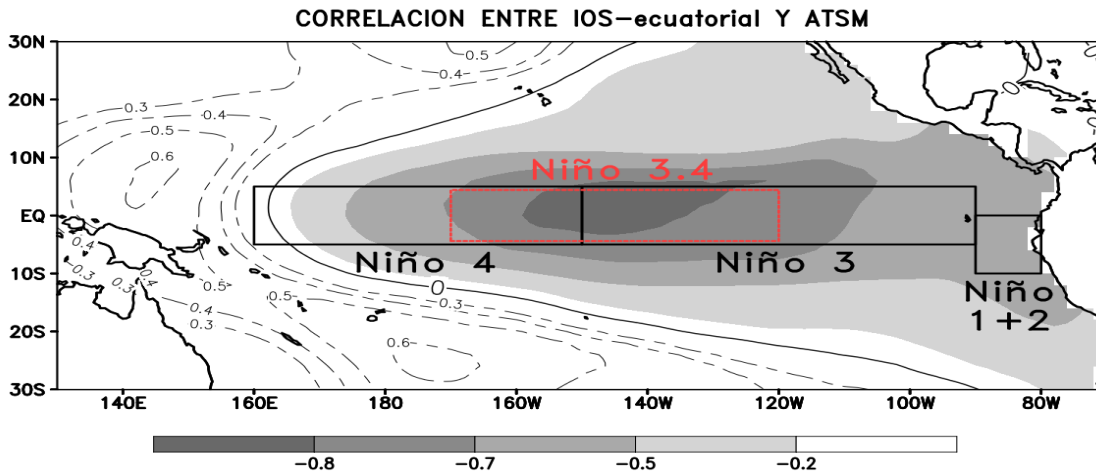 CORRELACION ENTRE IOS-ecuatorial Y ATSM
30N
20N
10N
EQ
10S
20S
30S
0.5
0.4
0.3
0.4
0.5
0.6
0
0
Niño 3.4
Niño 4
Niño 3
Niño
1+2
0.4
-0.3
0.4
0.5
0.5
0.4
0.3
0
0.3
0.6
140E
160E
180
160W
140W
120W
100W
80W
-0.8
-0.7
-0.5
-0.2